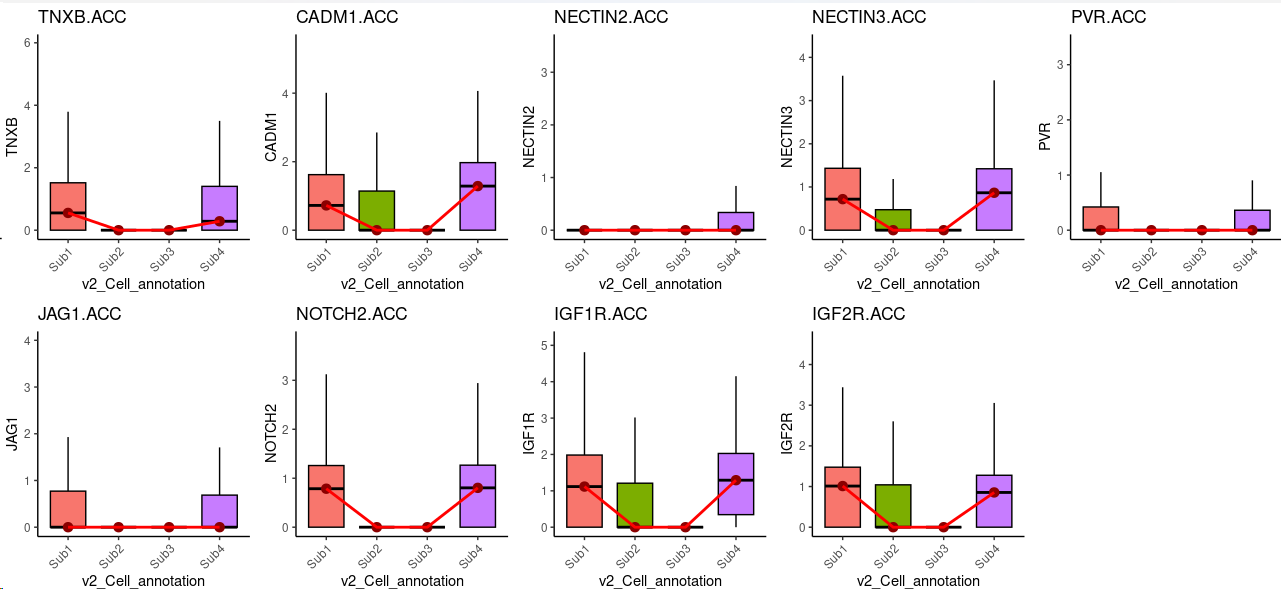 TNXB.ACC
TNXB
6
4
2
0
Sub1
Sub2
Sub3
Sub4
v2_Cell_annotation
CADM1.ACC
CADM1
4
2
0
Sub1
Sub2
Sub3
Sub4
v2_Cell_annotation
NECTIN2.ACC
NECTIN2
3
2
1
0
Sub1
Sub2
Sub3
Sub4
v2_Cell_annotation
NECTIN3.ACC
NECTIN3
4
3
2
1
0
Sub1
Sub2
Sub3
Sub4
v2_Cell_annotation
PVR.ACC
PVR
3
2
1
0
Sub1
Sub2
Sub3
Sub4
v2_Cell_annotation
JAG1.ACC
JAG1
4
3
2
1
0
Sub1
Sub2
Sub3
Sub4
v2_Cell_annotation
NOTCH2.ACC
NOTCH2
3
2
1
0
Sub1
Sub2
Sub3
Sub4
v2_Cell_annotation
IGF1R.ACC
IGF1R
5
4
3
2
1
0
Sub1
Sub2
Sub3
Sub4
v2_Cell_annotation
IGF2R.ACC
IGF2R
4
3
2
1
0
Sub1
Sub2
Sub3
Sub4
v2_Cell_annotation